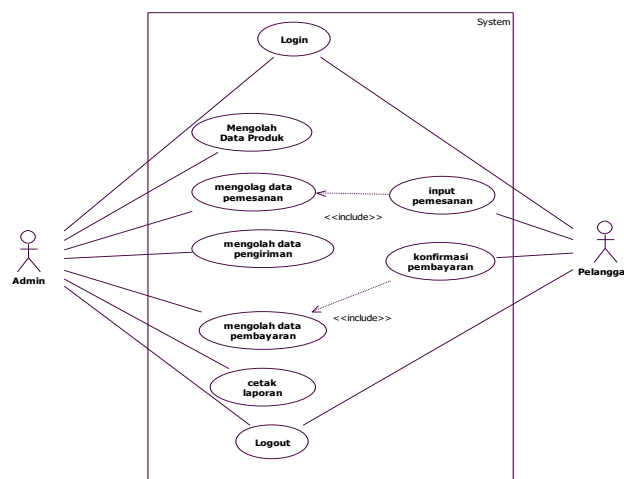 System
Login
Mengolah
Data Produk
mengolag data
pemesanan
input
pemesanan
<<include>>
mengolah data
pengiriman
konfirmasi
pembayaran
Admin
Pelangga
mengolah data
pembayaran
<<include>>
cetak
laporan
Logout